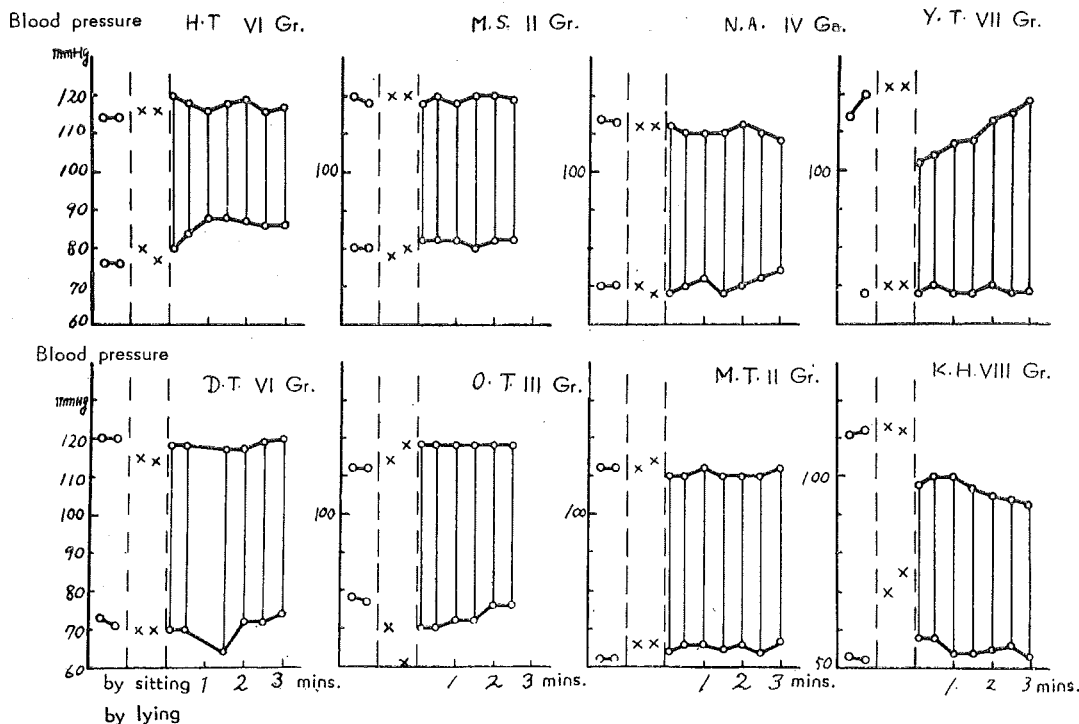 Blood pressure H.T VI Gr. M.S. II Gr. N.A. IV Gr. Y.T. VII Gr.
mmHg
120
110
100 100 100 100
90
80
70
60
Blood pressure
D.T. VI Gr. O.T. III Gr. M.T. II Gr. K.H. VIII Gr.
mmHg
120
110
100 100 100 100
90
80
70
60 50
by sitting 1 2 3 mins. 1 2 3 mins. 1 2 3 mins. 1 2 3 mins.
by lying